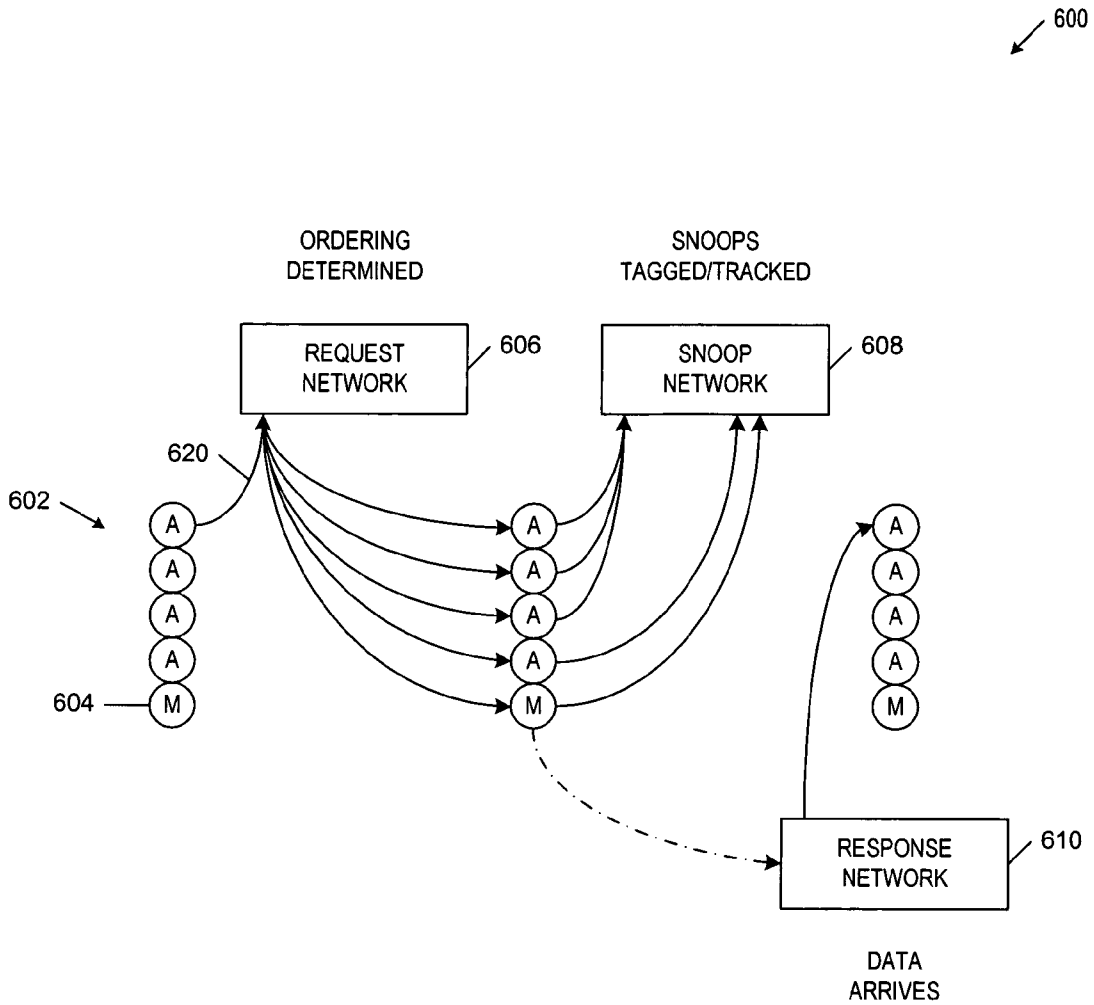 600
ORDERING
DETERMINED
SNOOPS
TAGGED/TRACKED
REQUEST
NETWORK
606
SNOOP
NETWORK
608
620
602
A
A
A
A
A
A
A
A
A
A
A
A
604
M
M
M
RESPONSE
NETWORK
610
DATA
ARRIVES